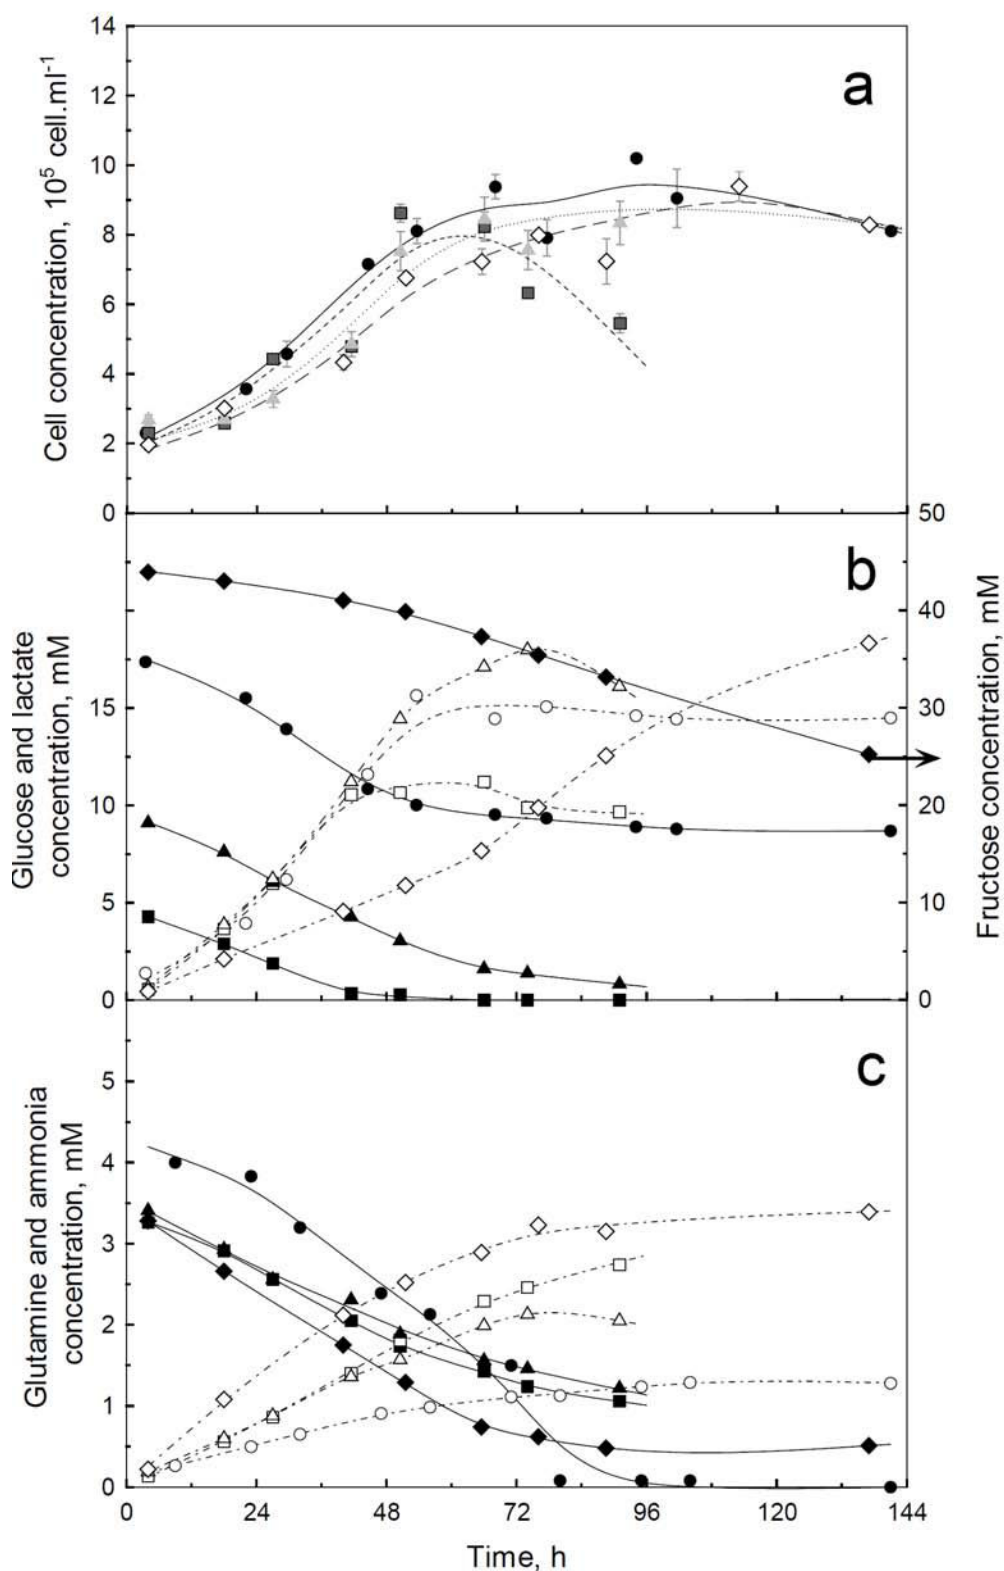 14
12
10
8
6
4
2
0
Cell concentration, 10⁵ cell.ml⁻¹
a
15
10
5
0
Glucose and lactate
concentration, mM
b
50
40
30
20
10
0
Fructose concentration, mM
5
4
3
2
1
0
Glutamine and ammonia
concentration, mM
c
0 24 48 72 96 120 144
Time, h